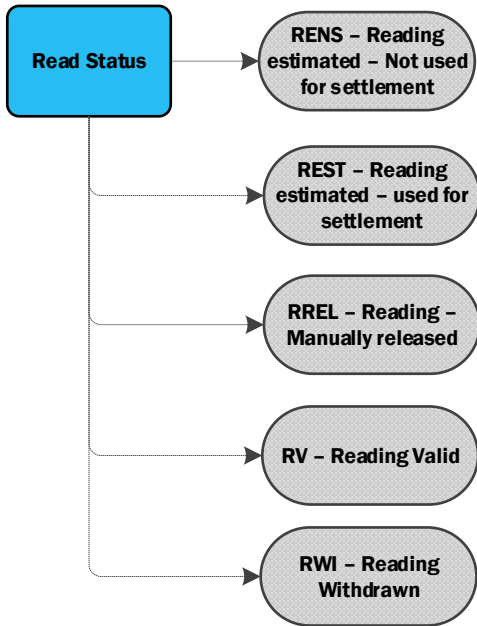 Read Status
RENS – Reading
estimated – Not used
for settlement
REST – Reading
estimated – used for
settlement
RREL – Reading –
Manually released
RV – Reading Valid
RWI – Reading
Withdrawn